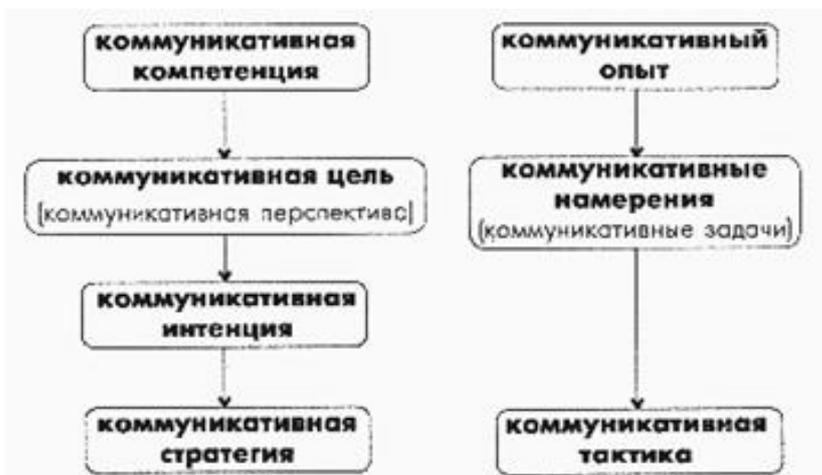 коммуникативная
компетенция
коммуникативная цель
(коммуникативная перспектива)
коммуникативная
интенция
коммуникативная
стратегия
коммуникативный
опыт
коммуникативные
намерения
(коммуникативные задачи)
коммуникативная
тактика